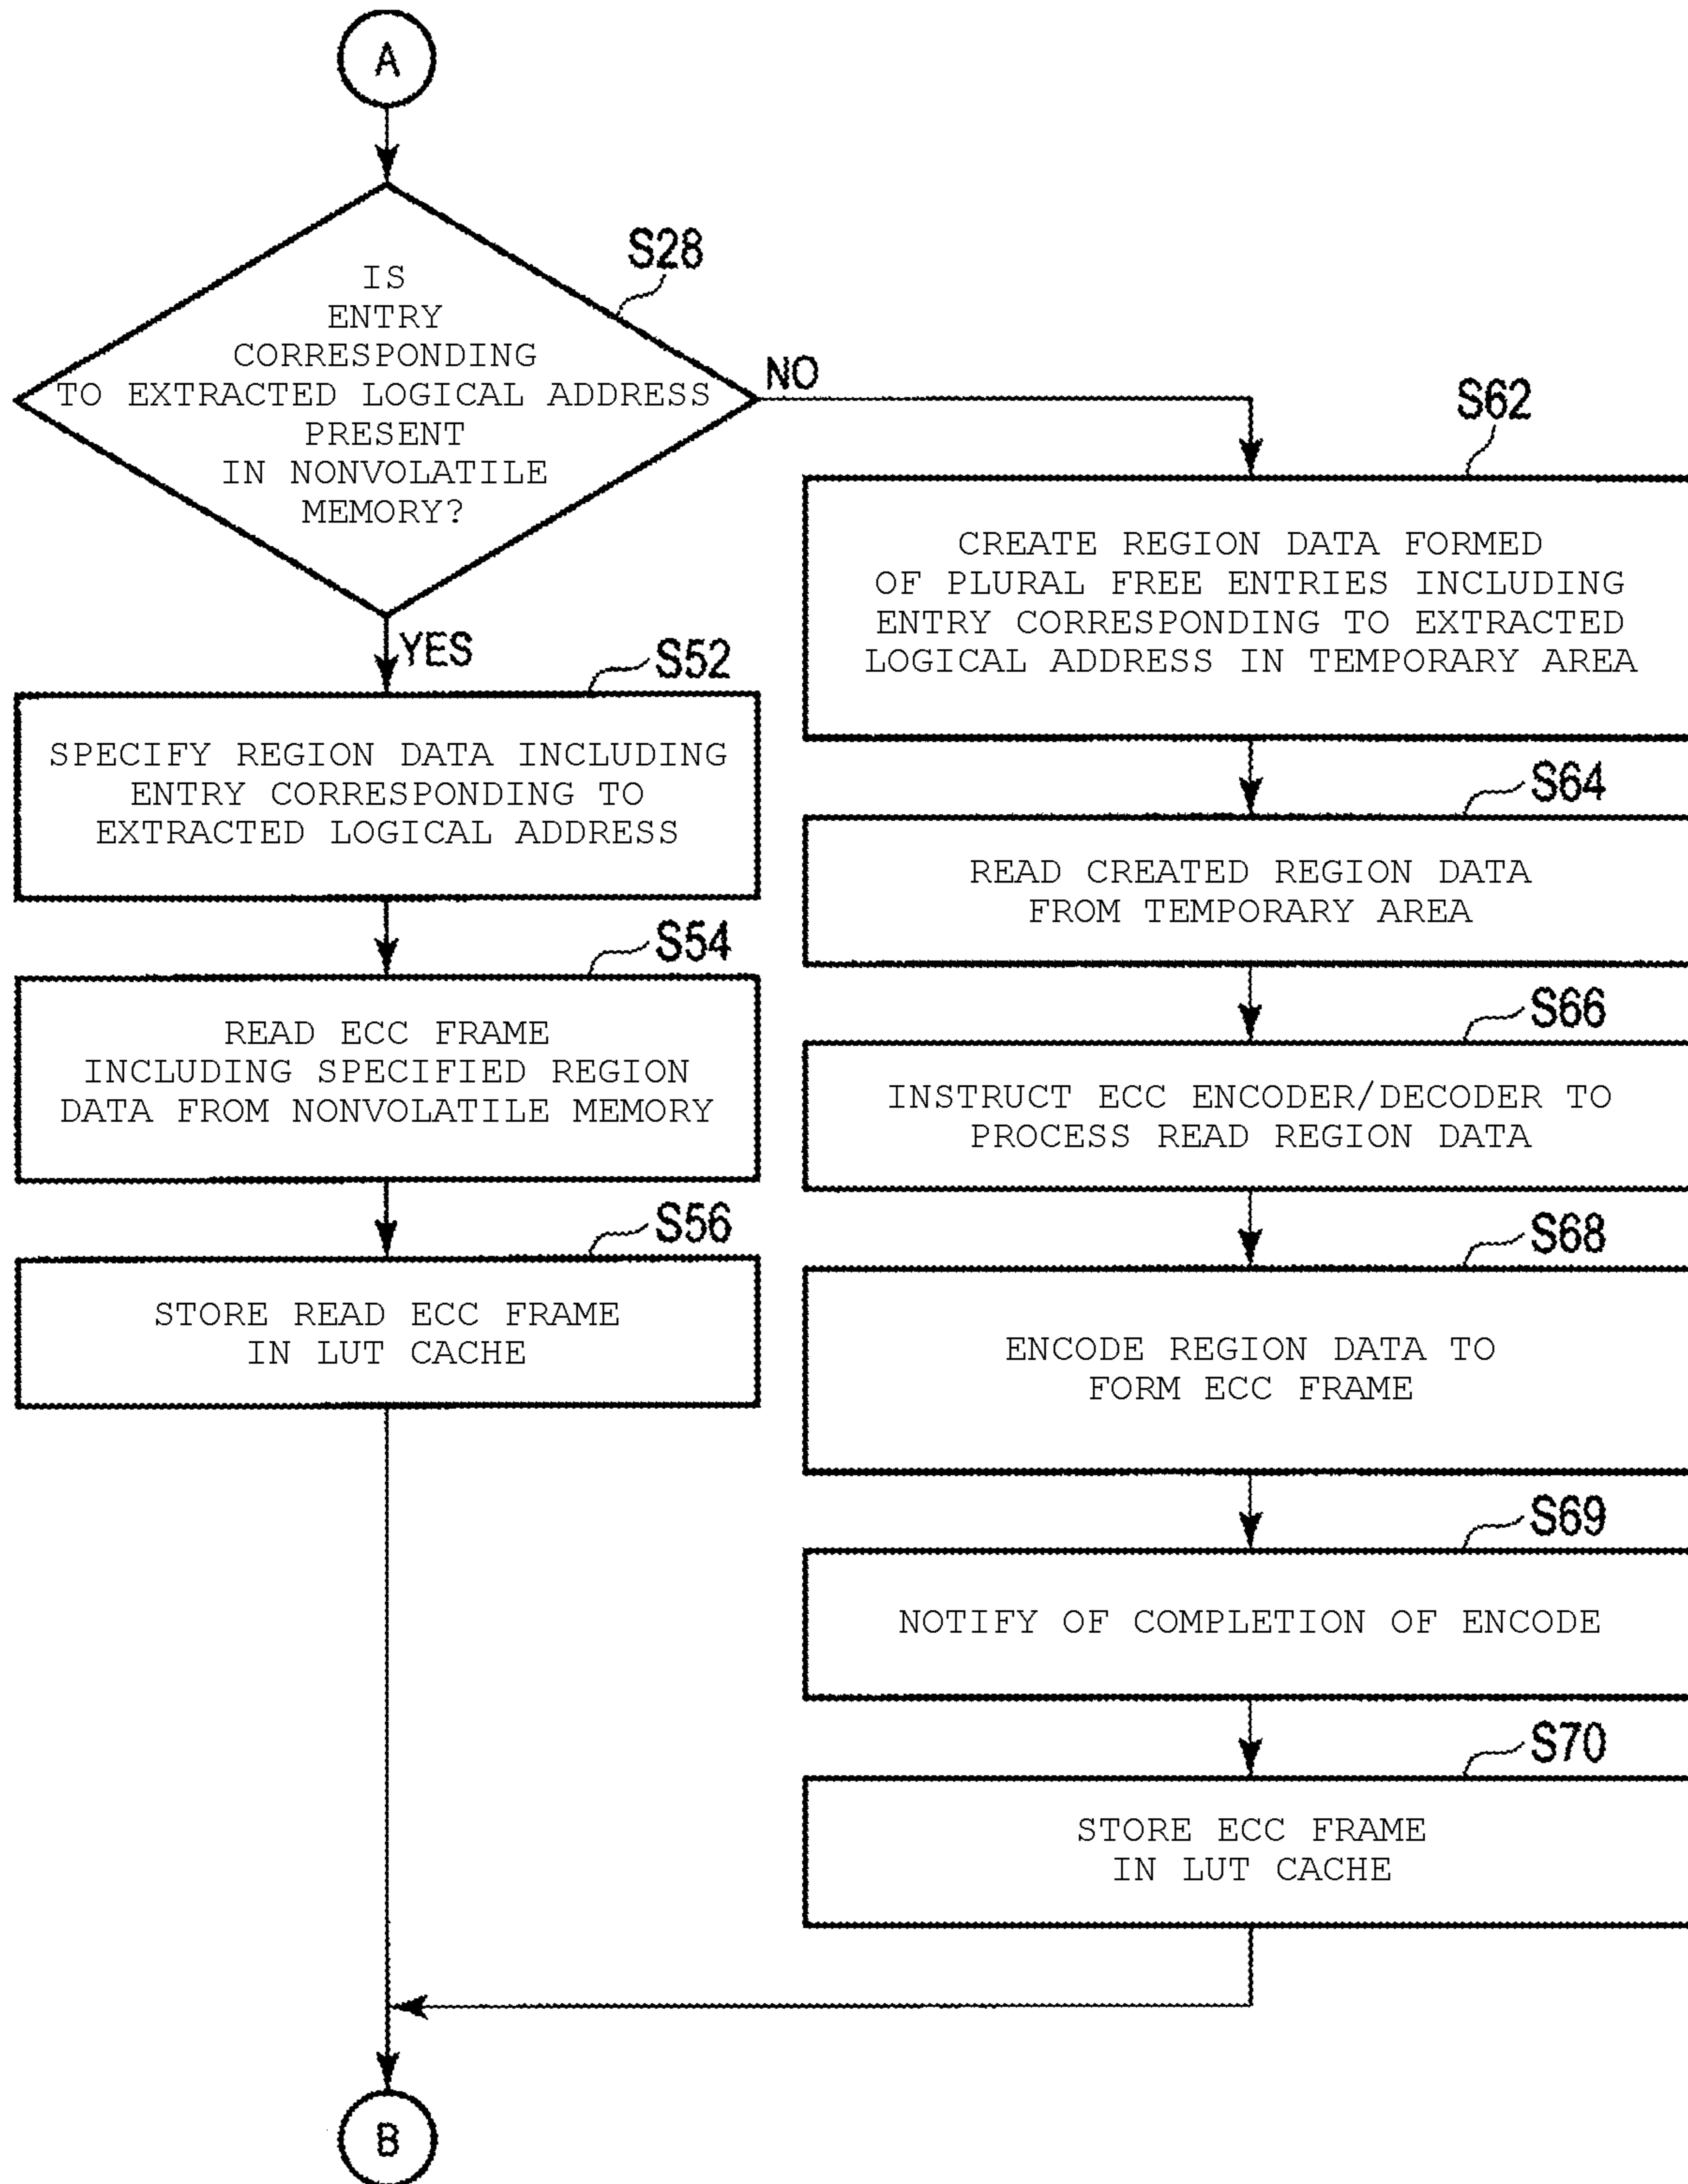 A
S28
IS
ENTRY
CORRESPONDING
TO EXTRACTED LOGICAL ADDRESS
PRESENT
IN NONVOLATILE
MEMORY?
NO
YES
S52
SPECIFY REGION DATA INCLUDING
ENTRY CORRESPONDING TO
EXTRACTED LOGICAL ADDRESS
S54
READ ECC FRAME
INCLUDING SPECIFIED REGION
DATA FROM NONVOLATILE MEMORY
S56
STORE READ ECC FRAME
IN LUT CACHE
S62
CREATE REGION DATA FORMED
OF PLURAL FREE ENTRIES INCLUDING
ENTRY CORRESPONDING TO EXTRACTED
LOGICAL ADDRESS IN TEMPORARY AREA
S64
READ CREATED REGION DATA
FROM TEMPORARY AREA
S66
INSTRUCT ECC ENCODER/DECODER TO
PROCESS READ REGION DATA
S68
ENCODE REGION DATA TO
FORM ECC FRAME
S69
NOTIFY OF COMPLETION OF ENCODE
S70
STORE ECC FRAME
IN LUT CACHE
B